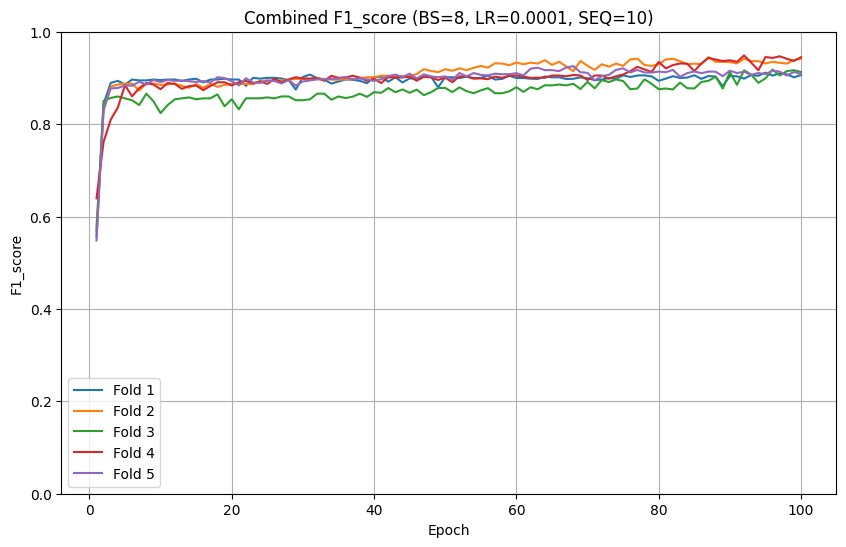 Combined F1_score (BS=8, LR=0.0001, SEQ=10)
1.0
0.8
0.6
0.4
0.2
0.0
F1_score
Fold 1
Fold 2
Fold 3
Fold 4
Fold 5
0 20 40 60 80 100
Epoch